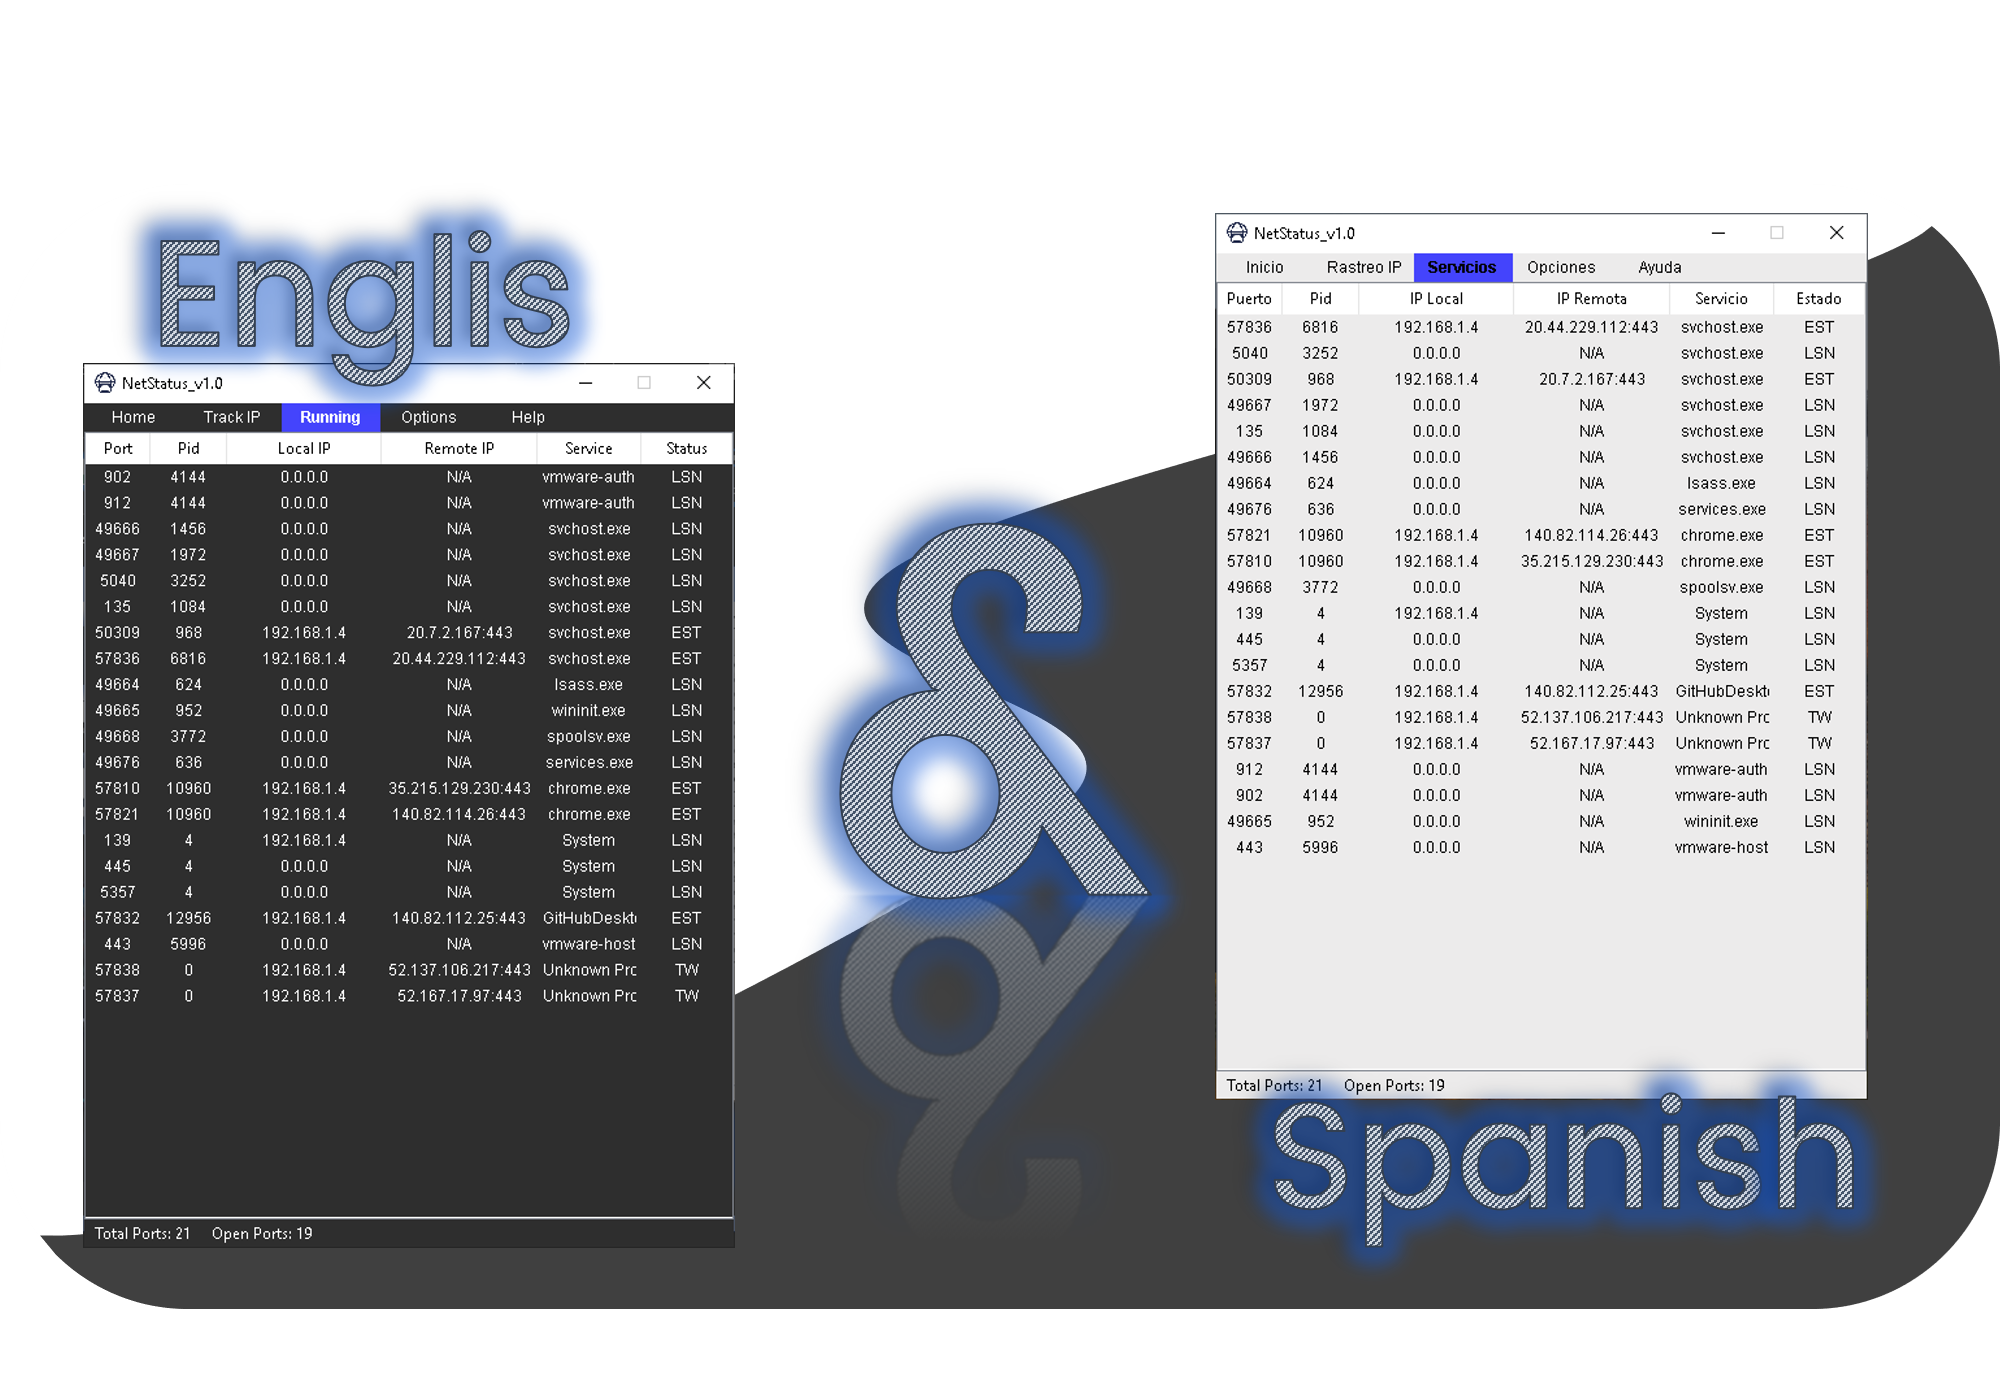 Englis
NetStatus_v1.0
Home Track IP Running Options Help
Port Pid Local IP Remote IP Service Status
902 4144 0.0.0.0 N/A vmware-auth LSN
912 4144 0.0.0.0 N/A vmware-auth LSN
49666 1456 0.0.0.0 N/A svchost.exe LSN
49667 1972 0.0.0.0 N/A svchost.exe LSN
5040 3252 0.0.0.0 N/A svchost.exe LSN
135 1084 0.0.0.0 N/A svchost.exe LSN
50309 968 192.168.1.4 20.7.2.167:443 svchost.exe EST
57836 6816 192.168.1.4 20.44.229.112:443 svchost.exe EST
49664 624 0.0.0.0 N/A lsass.exe LSN
49665 952 0.0.0.0 N/A wininit.exe LSN
49668 3772 0.0.0.0 N/A spoolsv.exe LSN
49676 636 0.0.0.0 N/A services.exe LSN
57810 10960 192.168.1.4 35.215.129.230:443 chrome.exe EST
57821 10960 192.168.1.4 140.82.114.26:443 chrome.exe EST
139 4 192.168.1.4 N/A System LSN
445 4 0.0.0.0 N/A System LSN
5357 4 0.0.0.0 N/A System LSN
57832 12956 192.168.1.4 140.82.112.25:443 GitHubDeskt EST
443 5996 0.0.0.0 N/A vmware-host LSN
57838 0 192.168.1.4 52.137.106.217:443 Unknown Prc TW
57837 0 192.168.1.4 52.167.17.97:443 Unknown Prc TW
Total Ports: 21 Open Ports: 19
&
NetStatus_v1.0
Inicio Rastreo IP Servicios Opciones Ayuda
Puerto Pid IP Local IP Remota Servicio Estado
57836 6816 192.168.1.4 20.44.229.112:443 svchost.exe EST
5040 3252 0.0.0.0 N/A svchost.exe LSN
50309 968 192.168.1.4 20.7.2.167:443 svchost.exe EST
49667 1972 0.0.0.0 N/A svchost.exe LSN
135 1084 0.0.0.0 N/A svchost.exe LSN
49666 1456 0.0.0.0 N/A svchost.exe LSN
49664 624 0.0.0.0 N/A lsass.exe LSN
49676 636 0.0.0.0 N/A services.exe LSN
57821 10960 192.168.1.4 140.82.114.26:443 chrome.exe EST
57810 10960 192.168.1.4 35.215.129.230:443 chrome.exe EST
49668 3772 0.0.0.0 N/A spoolsv.exe LSN
139 4 192.168.1.4 N/A System LSN
445 4 0.0.0.0 N/A System LSN
5357 4 0.0.0.0 N/A System LSN
57832 12956 192.168.1.4 140.82.112.25:443 GitHubDeskt EST
57838 0 192.168.1.4 52.137.106.217:443 Unknown Prc TW
57837 0 192.168.1.4 52.167.17.97:443 Unknown Prc TW
912 4144 0.0.0.0 N/A vmware-auth LSN
902 4144 0.0.0.0 N/A vmware-auth LSN
49665 952 0.0.0.0 N/A wininit.exe LSN
443 5996 0.0.0.0 N/A vmware-host LSN
Total Ports: 21 Open Ports: 19
Spanish